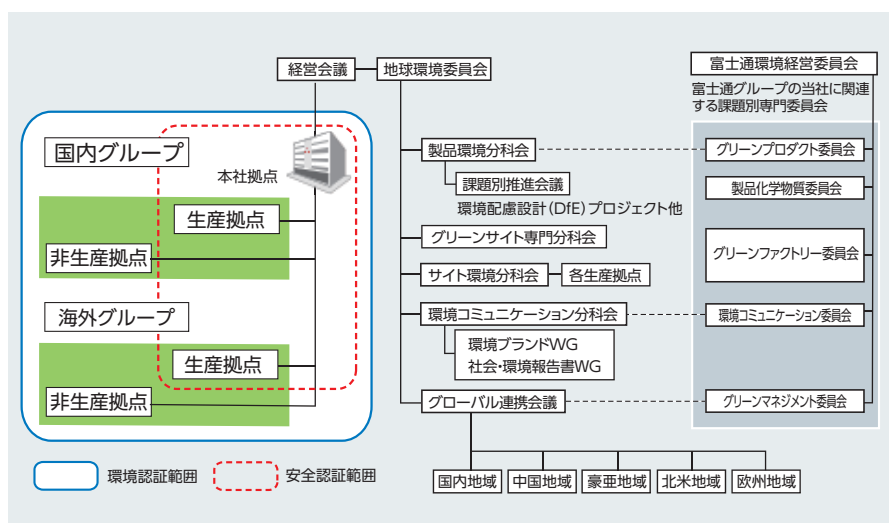 経営会議
地球環境委員会
富士通環境経営委員会
富士通グループの当社に関連
する課題別専門委員会
国内グループ
本社拠点
生産拠点
非生産拠点
海外グループ
生産拠点
非生産拠点
製品環境分科会
課題別推進会議
環境配慮設計(DfE)プロジェクト他
グリーンサイト専門分科会
サイト環境分科会
各生産拠点
環境コミュニケーション分科会
環境ブランドWG
社会・環境報告書WG
グローバル連携会議
国内地域
中国地域
豪亜地域
北米地域
欧州地域
グリーンプロダクト委員会
製品化学物質委員会
グリーンファクトリー委員会
環境コミュニケーション委員会
グリーンマネジメント委員会
環境認証範囲
安全認証範囲